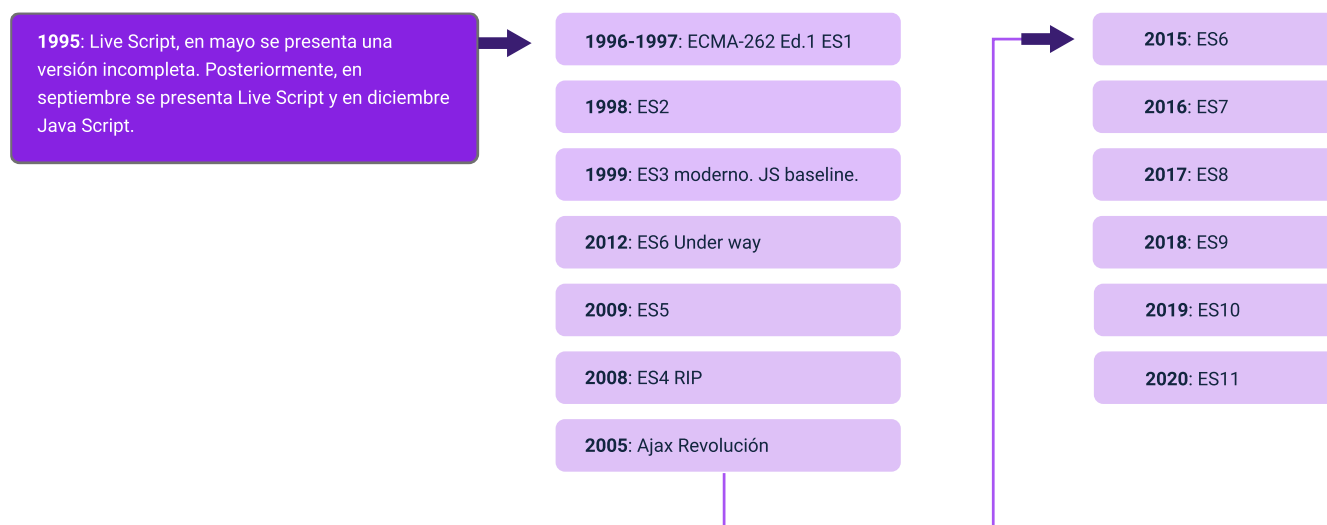 1995: Live Script, en mayo se presenta una
versión incompleta. Posteriormente, en
septiembre se presenta Live Script y en diciembre
Java Script.
1996-1997: ECMA-262 Ed.1 ES1
1998: ES2
1999: ES3 moderno. JS baseline.
2012: ES6 Under way
2009: ES5
2008: ES4 RIP
2005: Ajax Revolución
2015: ES6
2016: ES7
2017: ES8
2018: ES9
2019: ES10
2020: ES11